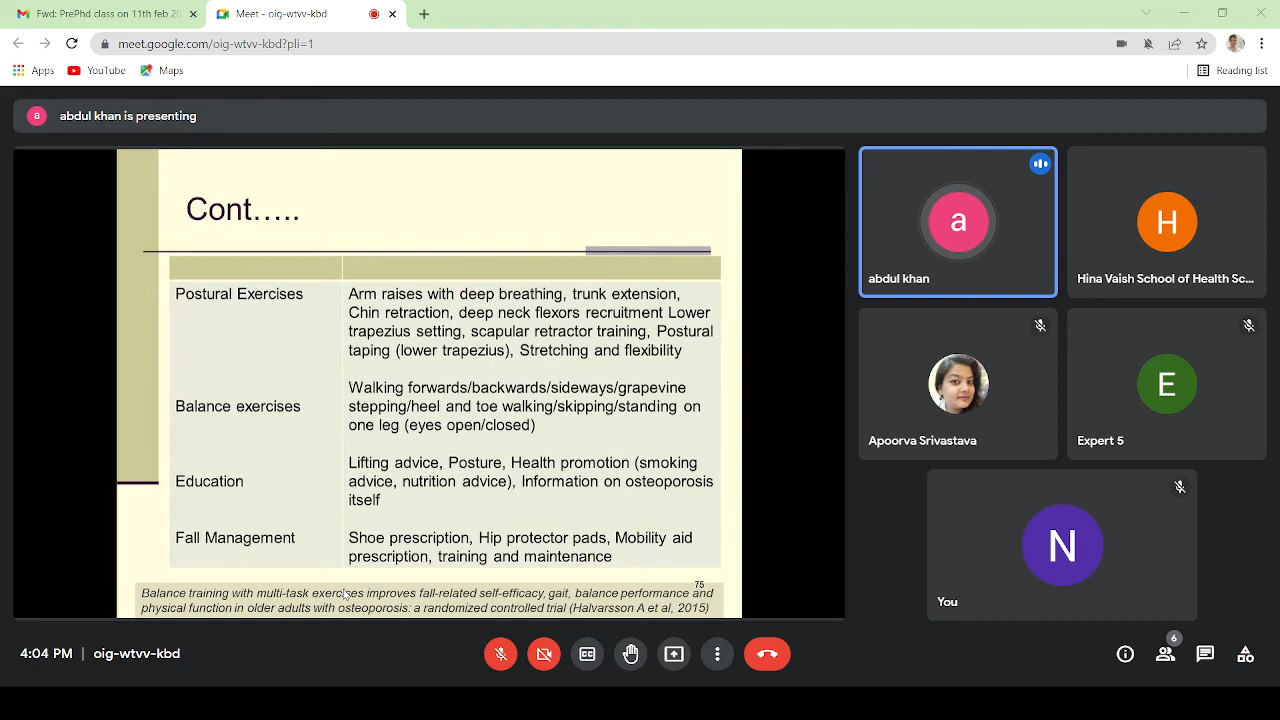 Fwd: PrePhd class on 11th feb 20
Meet - oig-wtvv-kbd
meet.google.com/oig-wtvv-kbd?pli=1
Apps
YouTube
Maps
Reading list
a
abdul khan is presenting
Cont…..
Postural Exercises
Arm raises with deep breathing, trunk extension,
Chin retraction, deep neck flexors recruitment Lower
trapezius setting, scapular retractor training, Postural
taping (lower trapezius), Stretching and flexibility
Balance exercises
Walking forwards/backwards/sideways/grapevine
stepping/heel and toe walking/skipping/standing on
one leg (eyes open/closed)
Education
Lifting advice, Posture, Health promotion (smoking
advice, nutrition advice), Information on osteoporosis
itself
Fall Management
Shoe prescription, Hip protector pads, Mobility aid
prescription, training and maintenance
75
Balance training with multi-task exercises improves fall-related self-efficacy, gait, balance performance and
physical function in older adults with osteoporosis: a randomized controlled trial (Halvarsson A et al, 2015)
a
abdul khan
H
Hina Vaish School of Health Sc...
Apoorva Srivastava
E
Expert 5
N
You
4:04 PM
oig-wtvv-kbd
6